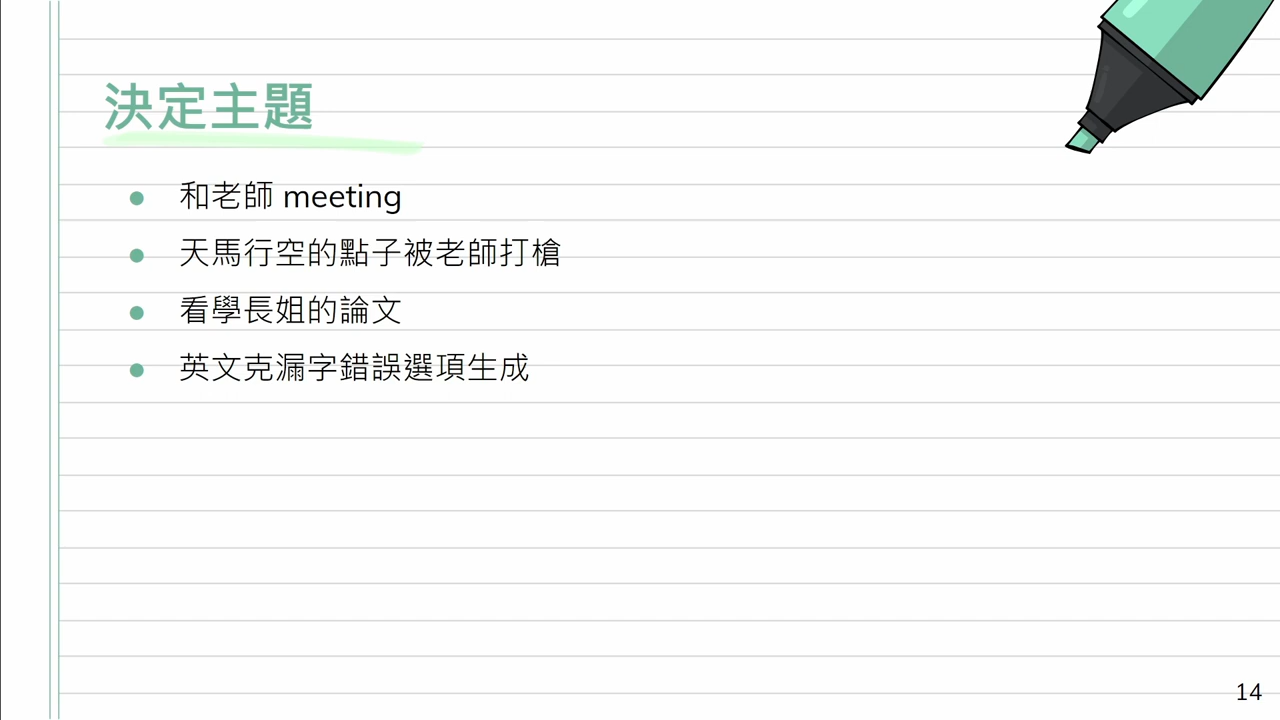 決定主題
和老師 meeting
天馬行空的點子被老師打槍
看學長姐的論文
英文克漏字錯誤選項生成
14